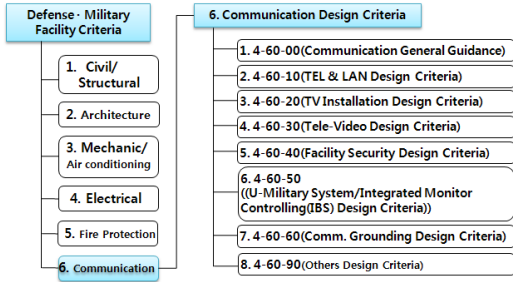 Defense · Military
Facility Criteria
1. Civil/
Structural
2. Architecture
3. Mechanic/
Air conditioning
4. Electrical
5. Fire Protection
6. Communication
6. Communication Design Criteria
1. 4-60-00(Communication General Guidance)
2. 4-60-10(TEL & LAN Design Criteria)
3. 4-60-20(TV Installation Design Criteria)
4. 4-60-30(Tele-Video Design Criteria)
5. 4-60-40(Facility Security Design Criteria)
6. 4-60-50
((U-Military System/Integrated Monitor
Controlling(IBS) Design Criteria))
7. 4-60-60(Comm. Grounding Design Criteria)
8. 4-60-90(Others Design Criteria)